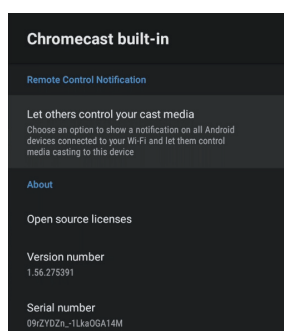 Chromecast built-in
Remote Control Notification
Let others control your cast media
Choose an option to show a notification on all Android
devices connected to your Wi-Fi and let them control
media casting to this device
About
Open source licenses
Version number
1.56.275391
Serial number
09rZYDZn_-1LkaOGA14M